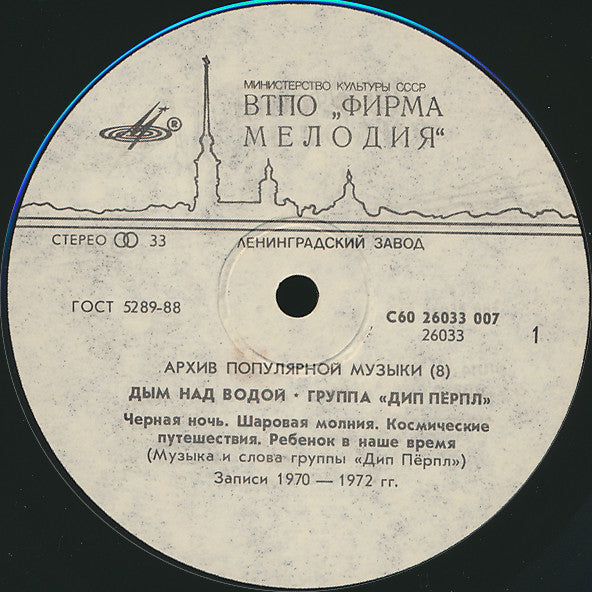 МИНИСТЕРСТВО КУЛЬТУРЫ СССР
ВТПО „ФИРМА
МЕЛОДИЯ“
®
СТЕРЕО 33
ЛЕНИНГРАДСКИЙ ЗАВОД
ГОСТ 5289-88
С60 26033 007
26033
1
АРХИВ ПОПУЛЯРНОЙ МУЗЫКИ (8)
ДЫМ НАД ВОДОЙ • ГРУППА «ДИП ПЁРПЛ»
Черная ночь. Шаровая молния. Космические
путешествия. Ребенок в наше время
(Музыка и слова группы «Дип Пёрпл»)
Записи 1970 — 1972 гг.